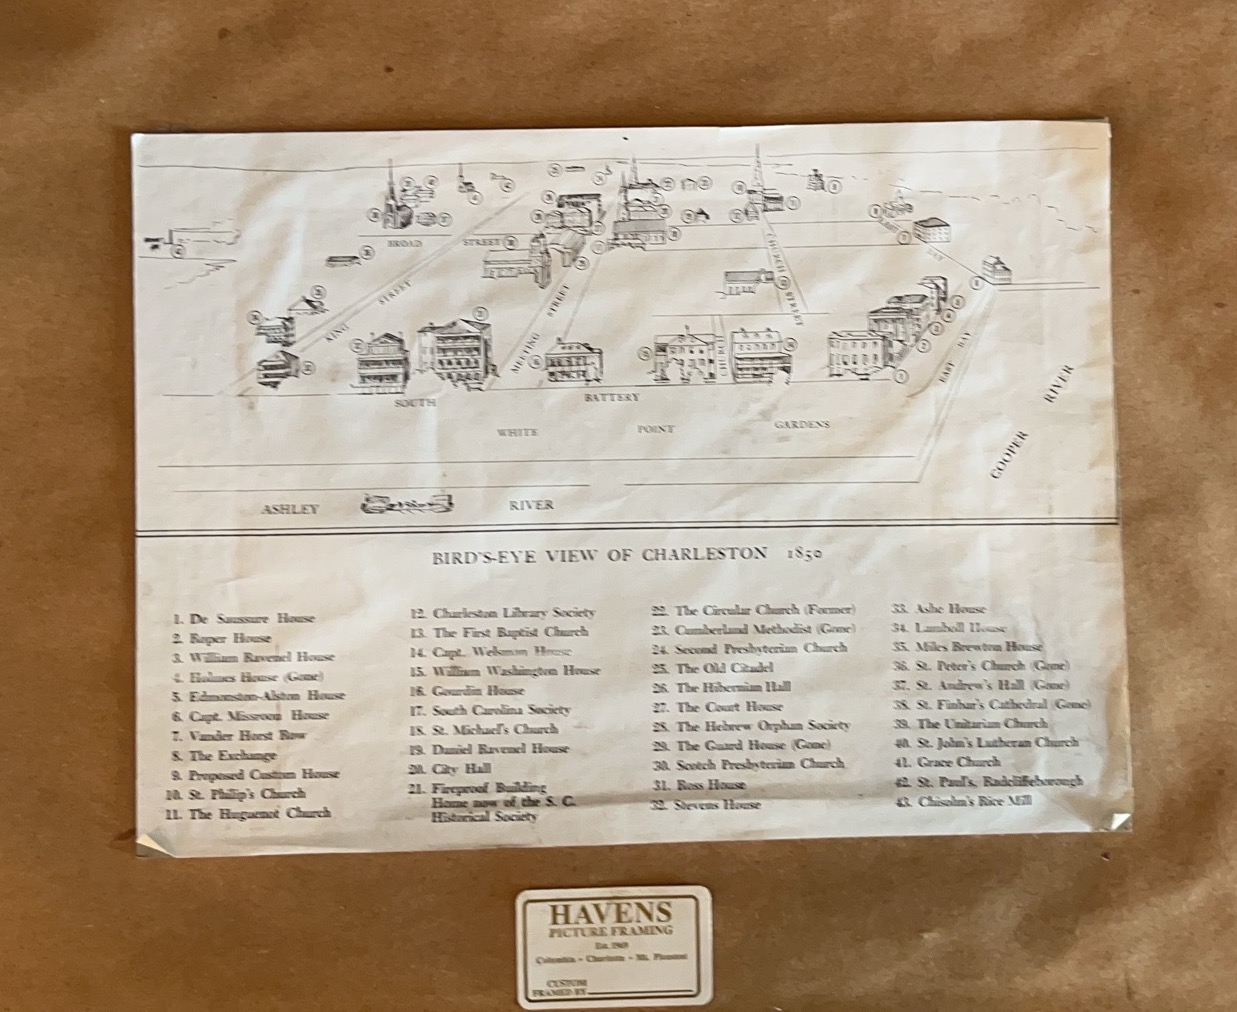 BROAD STREET
KING STREET
MEETING STREET
CHURCH STREET
CHURCH
EAST BAY
BAY
SOUTH BATTERY
WHITE POINT GARDENS
COOPER RIVER
ASHLEY RIVER
BIRD'S-EYE VIEW OF CHARLESTON 1850
1. De Saussure House
2. Roper House
3. William Ravenel House
4. Holmes House (Gone)
5. Edmonston-Alston House
6. Capt. Missroon House
7. Vander Horst Row
8. The Exchange
9. Proposed Custom House
10. St. Philip's Church
11. The Huguenot Church
12. Charleston Library Society
13. The First Baptist Church
14. Capt. Welsman House
15. William Washington House
16. Gourdin House
17. South Carolina Society
18. St. Michael's Church
19. Daniel Ravenel House
20. City Hall
21. Fireproof Building
Home now of the S. C.
Historical Society
22. The Circular Church (Former)
23. Cumberland Methodist (Gone)
24. Second Presbyterian Church
25. The Old Citadel
26. The Hibernian Hall
27. The Court House
28. The Hebrew Orphan Society
29. The Guard House (Gone)
30. Scotch Presbyterian Church
31. Ross House
32. Stevens House
33. Ashe House
34. Lamboll House
35. Miles Brewton House
36. St. Peter's Church (Gone)
37. St. Andrew's Hall (Gone)
38. St. Finbar's Cathedral (Gone)
39. The Unitarian Church
40. St. John's Lutheran Church
41. Grace Church
42. St. Paul's, Radcliffeborough
43. Chisolm's Rice Mill
HAVENS
PICTURE FRAMING
Est. 1969
Columbia - Charleston - Mt. Pleasant
CUSTOM
FRAMED BY